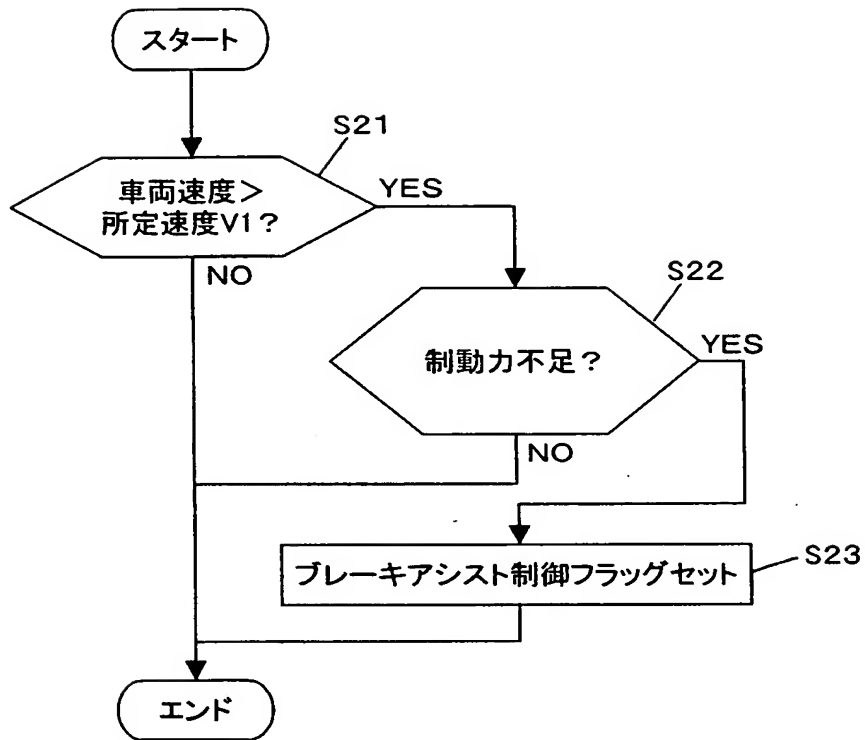 スタート
S21
車両速度＞
所定速度V1？
YES
NO
S22
制動力不足？
YES
NO
ブレーキアシスト制御フラッグセット
S23
エンド